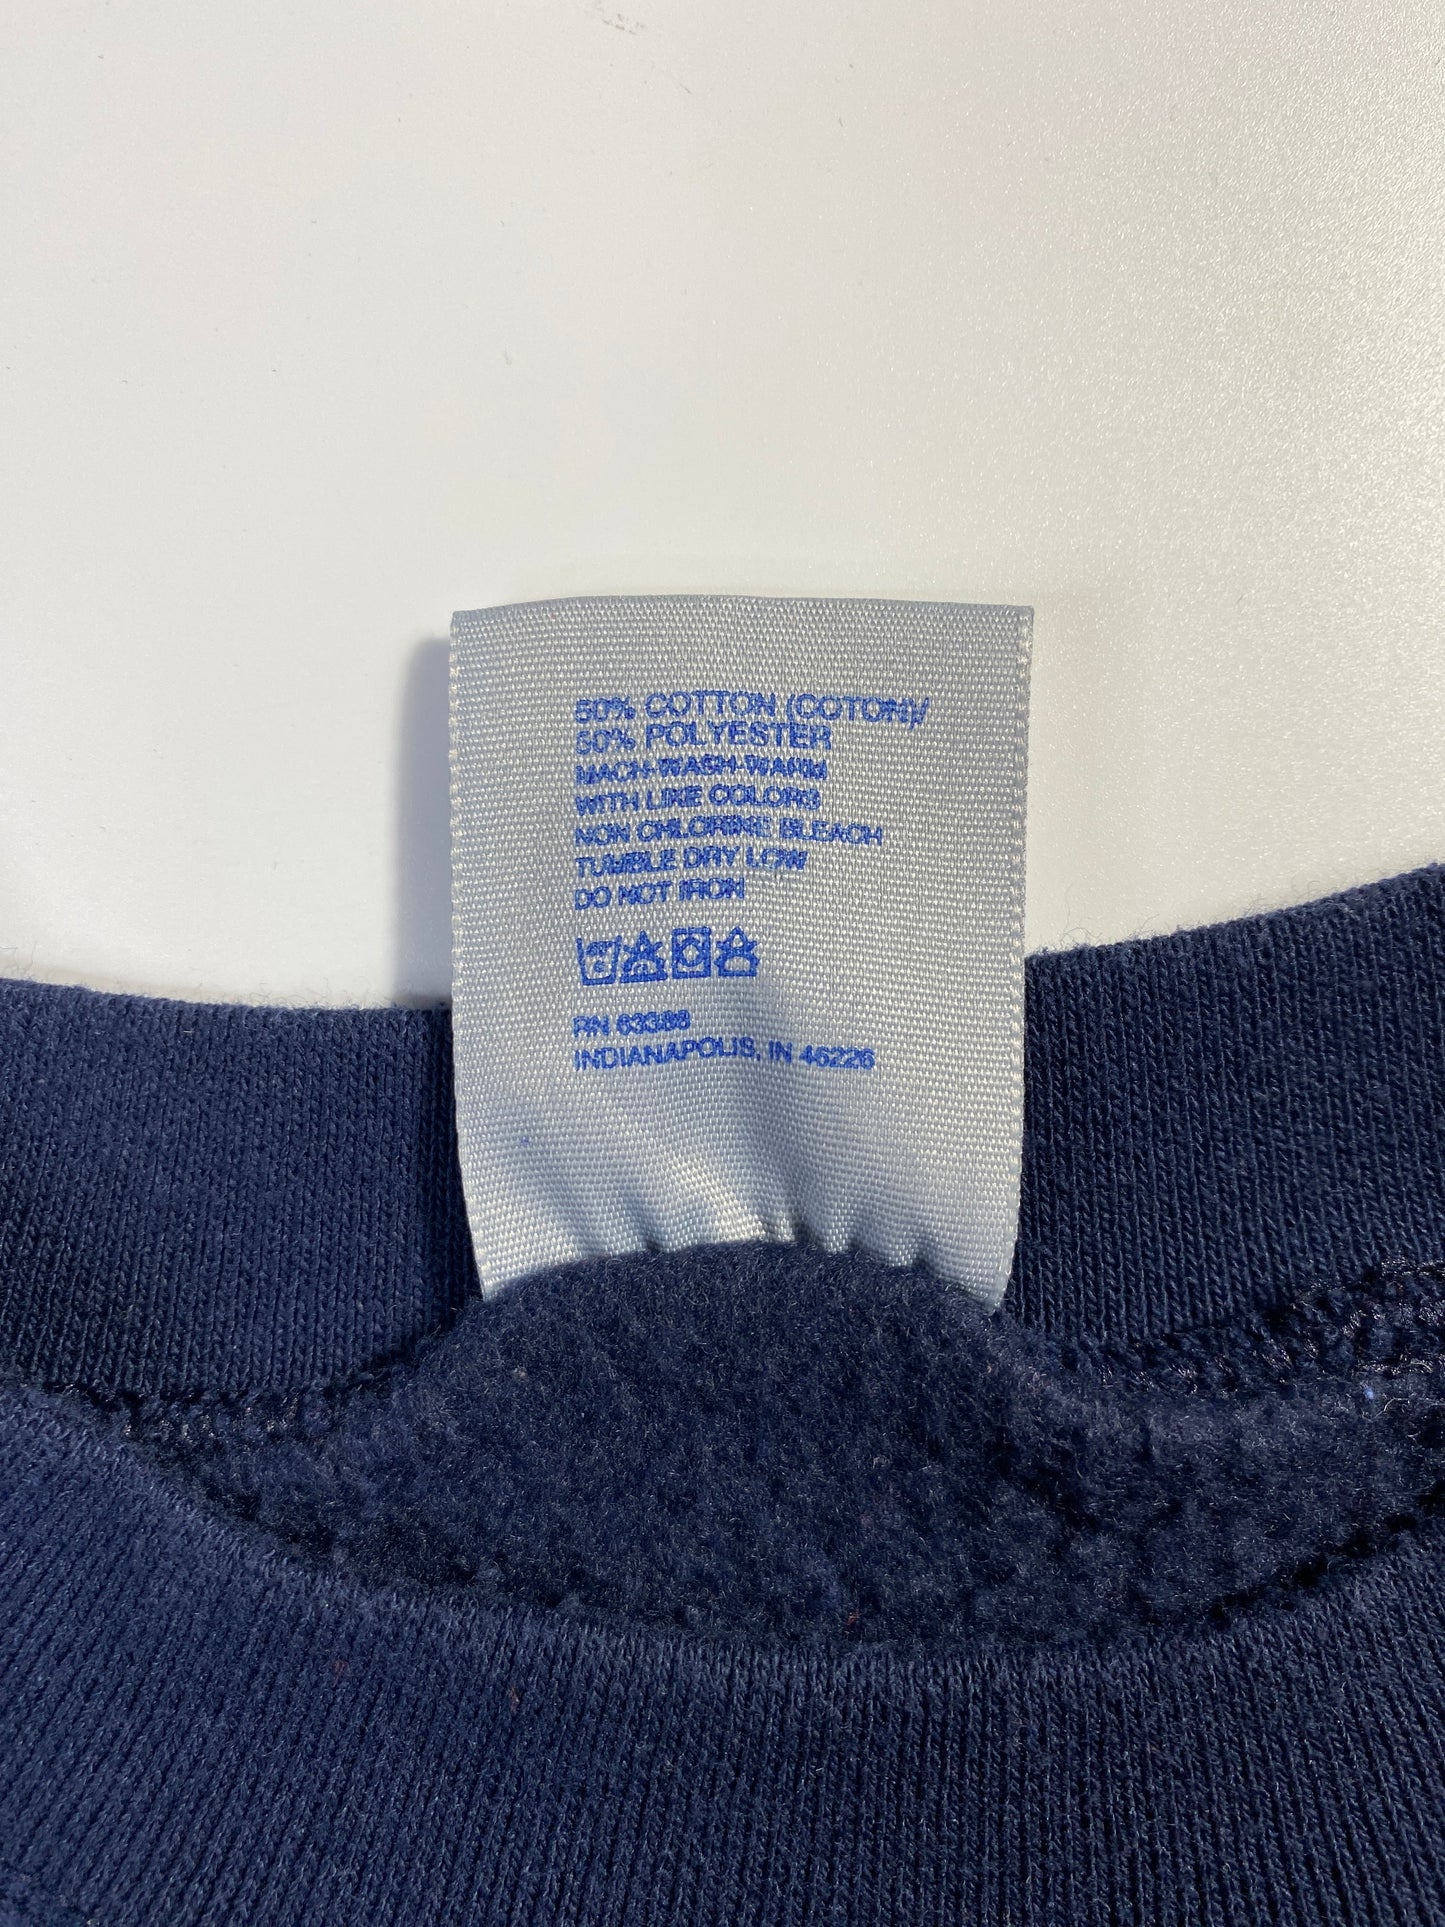 50% COTTON (COTON)/
50% POLYESTER
MACH-WASH-WARM
WITH LIKE COLORS
NON CHLORINE BLEACH
TUMBLE DRY LOW
DO NOT IRON
RN 63388
INDIANAPOLIS, IN 46226